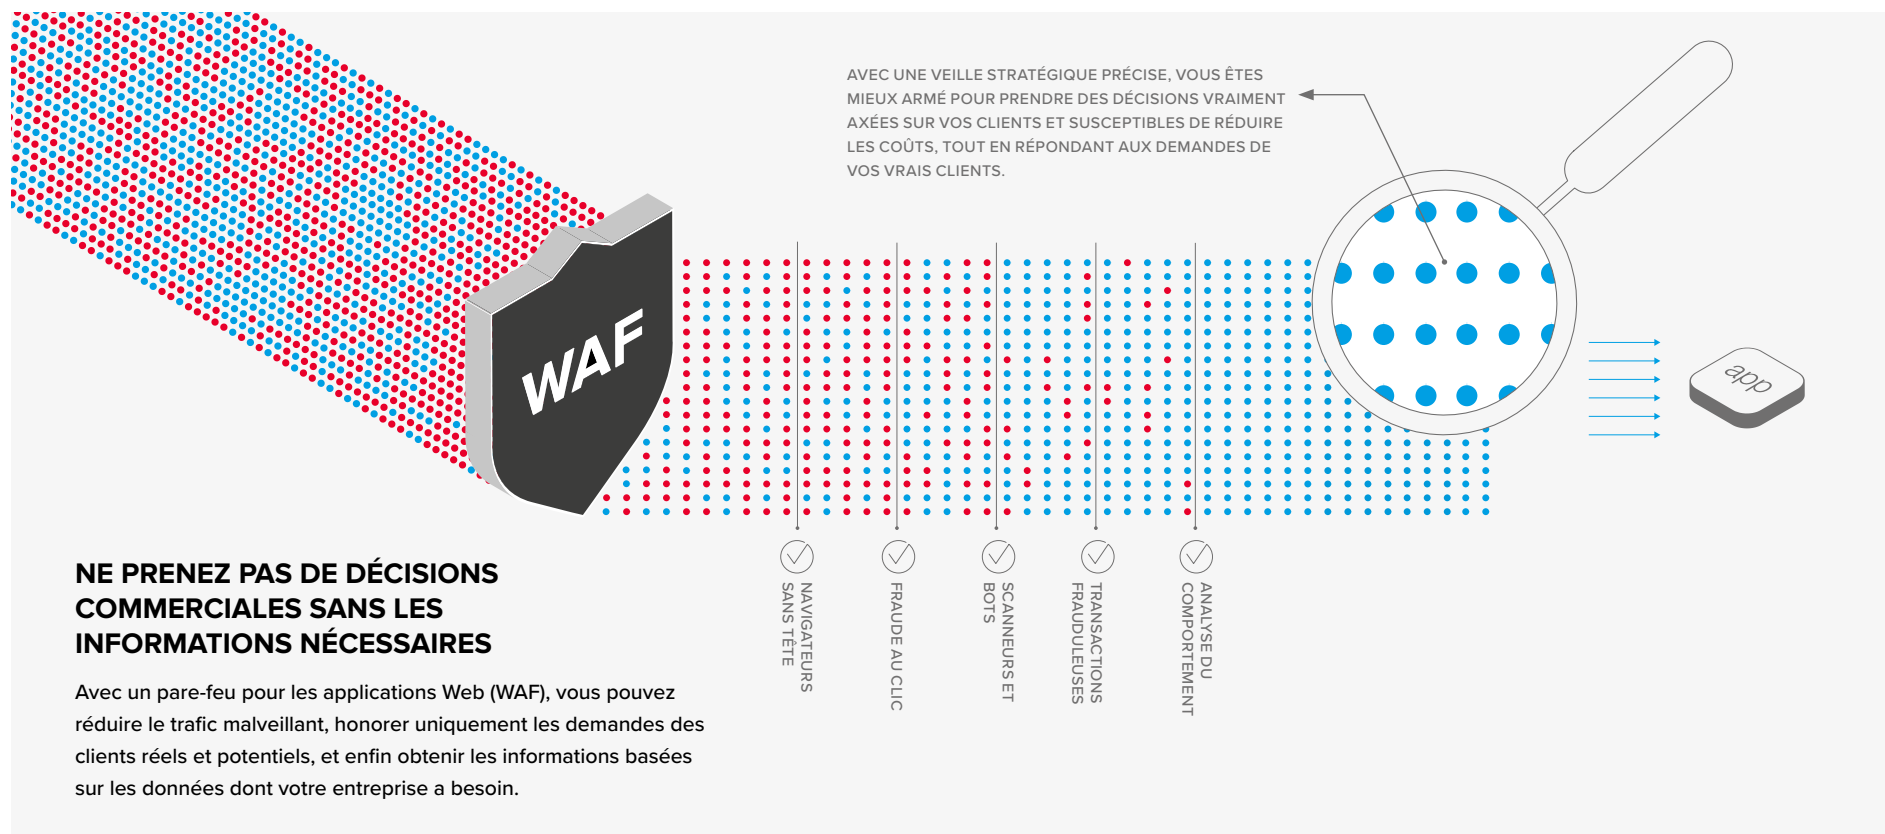 AVEC UNE VEILLE STRATÉGIQUE PRÉCISE, VOUS ÊTES
MIEUX ARMÉ POUR PRENDRE DES DÉCISIONS VRAIMENT
AXÉES SUR VOS CLIENTS ET SUSCEPTIBLES DE RÉDUIRE
LES COÛTS, TOUT EN RÉPONDANT AUX DEMANDES DE
VOS VRAIS CLIENTS.
WAF
app
NAVIGATEURS
SANS TÊTE
FRAUDE AU CLIC
SCANNEURS ET
BOTS
TRANSACTIONS
FRAUDULEUSES
ANALYSE DU
COMPORTEMENT
NE PRENEZ PAS DE DÉCISIONS
COMMERCIALES SANS LES
INFORMATIONS NÉCESSAIRES
Avec un pare-feu pour les applications Web (WAF), vous pouvez
réduire le trafic malveillant, honorer uniquement les demandes des
clients réels et potentiels, et enfin obtenir les informations basées
sur les données dont votre entreprise a besoin.